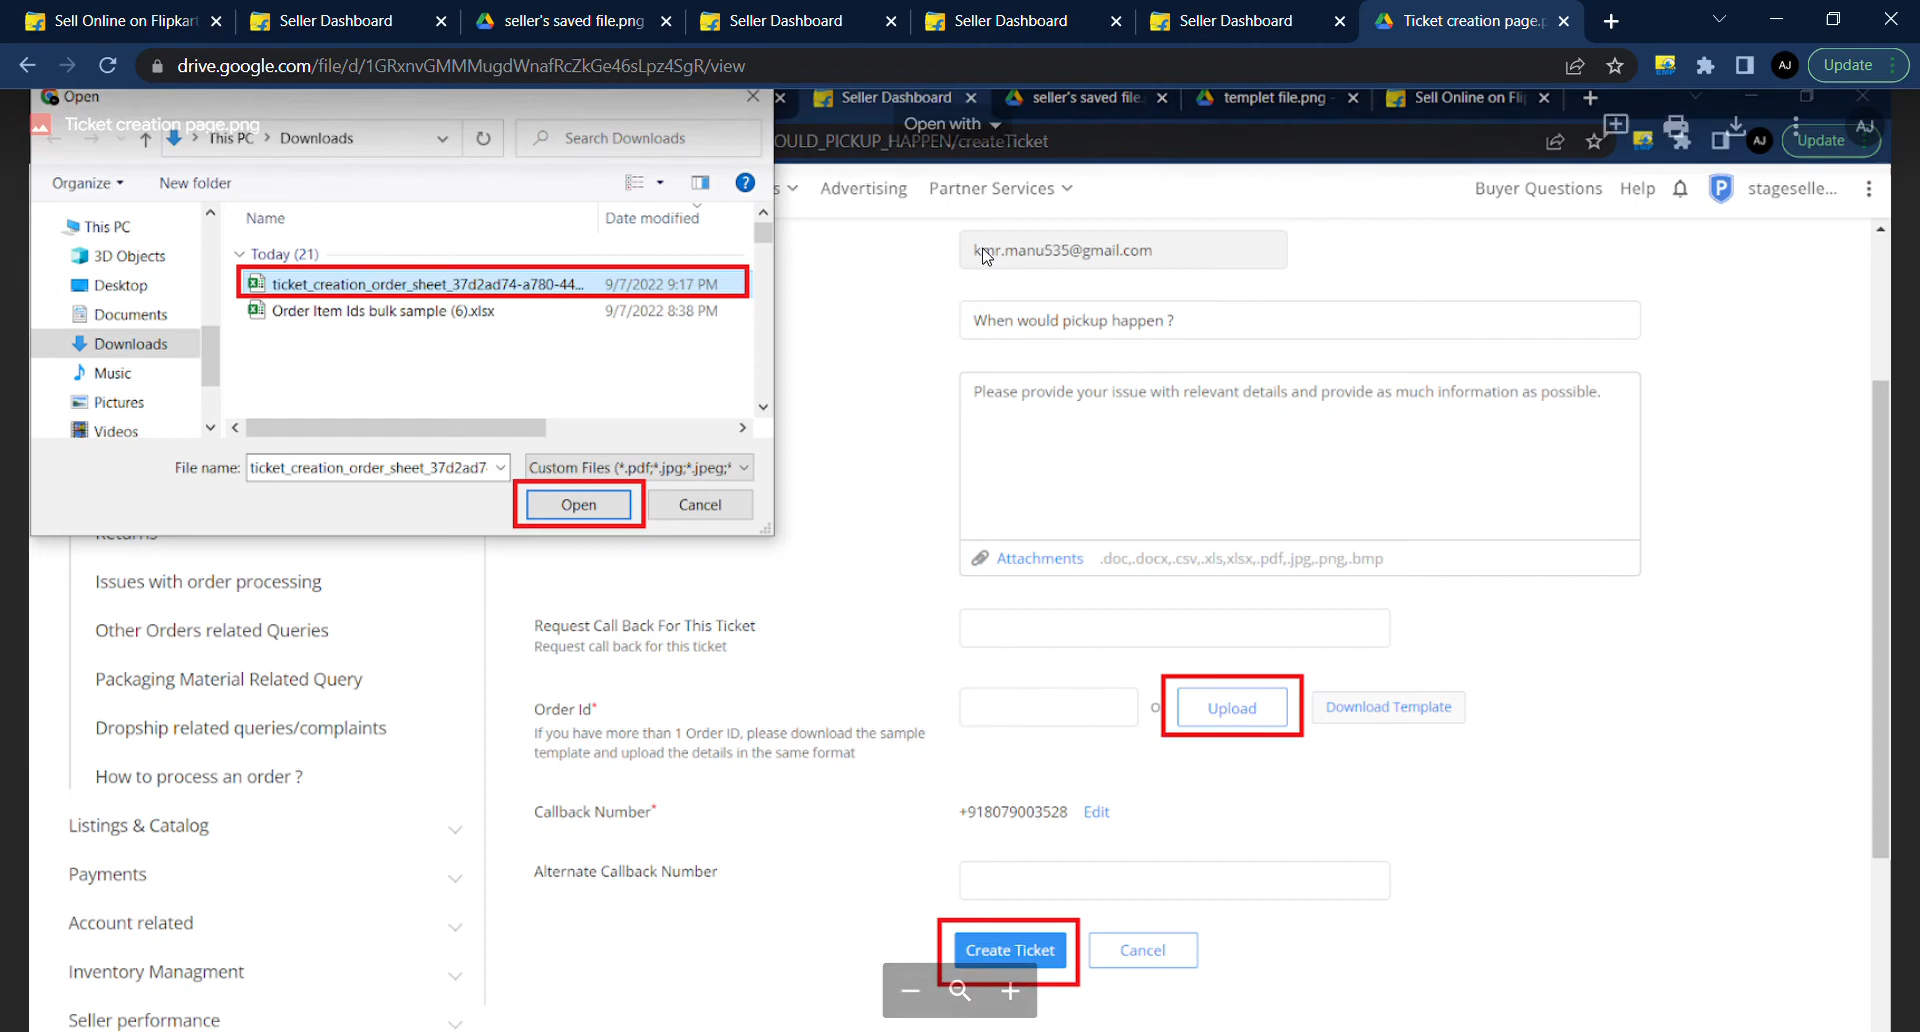 Sell Online on Flipkart
Seller Dashboard
seller's saved file.png
Seller Dashboard
Seller Dashboard
Seller Dashboard
Ticket creation page.p
drive.google.com/file/d/1GRxnvGMMMugdWnafRcZkGe46sLpz4SgR/view
EMP
AJ
Update
Open
Seller Dashboard
seller's saved file.
templet file.png
Sell Online on Fli
Ticket creation page.png
Open with
This PC > Downloads
Search Downloads
OULD_PICKUP_HAPPEN/createTicket
AJ
Update
AJ
Organize
New folder
?
s
Advertising
Partner Services
Buyer Questions
Help
P
stageselle...
Name
Date modified
This PC
3D Objects
Desktop
Documents
Downloads
Music
Pictures
Videos
Today (21)
ticket_creation_order_sheet_37d2ad74-a780-44...
9/7/2022 9:17 PM
Order Item Ids bulk sample (6).xlsx
9/7/2022 8:38 PM
File name:
ticket_creation_order_sheet_37d2ad7
Custom Files (*.pdf;*.jpg;*.jpeg;*
Open
Cancel
kmr.manu535@gmail.com
When would pickup happen ?
Please provide your issue with relevant details and provide as much information as possible.
Attachments
.doc,.docx,.csv,.xls,xlsx,.pdf,.jpg,.png,.bmp
Returns
Issues with order processing
Other Orders related Queries
Packaging Material Related Query
Dropship related queries/complaints
How to process an order ?
Listings & Catalog
Payments
Account related
Inventory Managment
Seller performance
Request Call Back For This Ticket
Request call back for this ticket
Order Id*
If you have more than 1 Order ID, please download the sample
template and upload the details in the same format
O
Upload
Download Template
Callback Number*
+918079003528
Edit
Alternate Callback Number
Create Ticket
Cancel